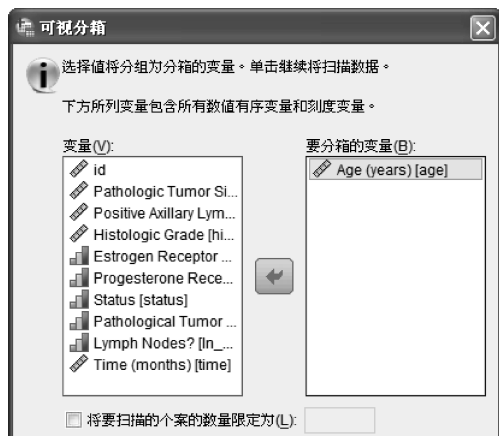 可视分箱
选择值将分组为分箱的变量。单击继续将扫描数据。
下方所列变量包含所有数值有序变量和刻度变量。
变量(V):
id
Pathologic Tumor Si...
Positive Axillary Lym...
Histologic Grade [hi...
Estrogen Receptor ...
Progesterone Rece...
Status [status]
Pathological Tumor ...
Lymph Nodes? [ln_...
Time (months) [time]
要分箱的变量(B):
Age (years) [age]
将要扫描的个案的数量限定为(L):